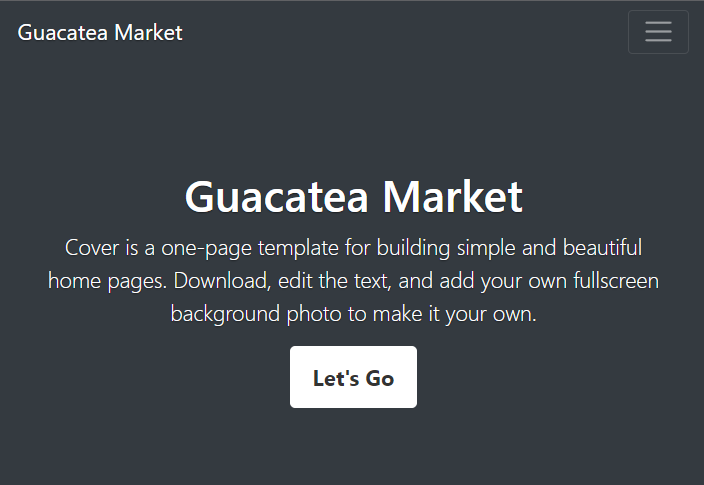 Guacatea Market
Guacatea Market
Cover is a one-page template for building simple and beautiful
home pages. Download, edit the text, and add your own fullscreen
background photo to make it your own.
Let's Go